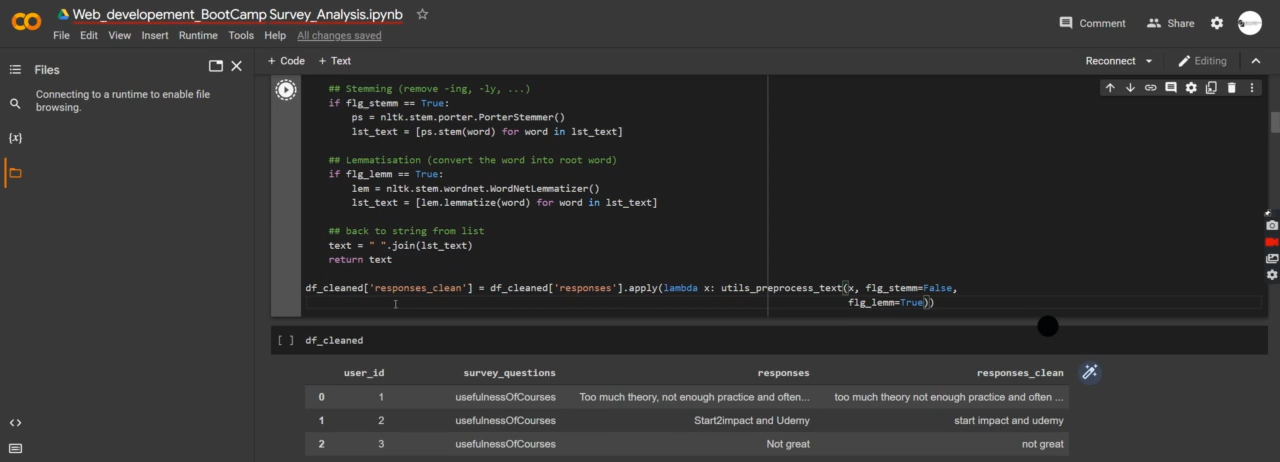 Web_developement_BootCamp Survey_Analysis.ipynb
File Edit View Insert Runtime Tools Help All changes saved
Comment Share
Files
+ Code + Text
Reconnect Editing
Connecting to a runtime to enable file
browsing.
{x}
## Stemming (remove -ing, -ly, ...)
if flg_stemm == True:
ps = nltk.stem.porter.PorterStemmer()
lst_text = [ps.stem(word) for word in lst_text]
## Lemmatisation (convert the word into root word)
if flg_lemm == True:
lem = nltk.stem.wordnet.WordNetLemmatizer()
lst_text = [lem.lemmatize(word) for word in lst_text]
## back to string from list
text = " ".join(lst_text)
return text
df_cleaned['responses_clean'] = df_cleaned['responses'].apply(lambda x: utils_preprocess_text(x, flg_stemm=False,
flg_lemm=True))
[ ] df_cleaned
user_id survey_questions responses responses_clean
0 1 usefulnessOfCourses Too much theory, not enough practice and often... too much theory not enough practice and often ...
1 2 usefulnessOfCourses Start2impact and Udemy start impact and udemy
2 3 usefulnessOfCourses Not great not great